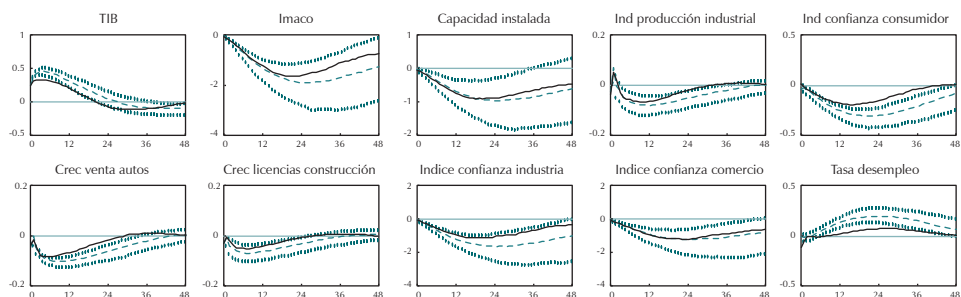 TIB
1
0.5
0
-0.5
0 12 24 36 48
Imaco
0
-2
-4
0 12 24 36 48
Capacidad instalada
1
0
-1
-2
0 12 24 36 48
Ind producción industrial
0.2
0
0.2
0 12 24 36 48
Ind confianza consumidor
0.5
0
-0.5
0 12 24 36 48
Crec venta autos
0.2
0
-0.2
0 12 24 36 48
Crec licencias construcción
0.2
0
-0.2
0 12 24 36 48
Indice confianza industria
2
0
-2
-4
0 12 24 36 48
Indice confianza comercio
2
0
-2
-4
0 12 24 36 48
Tasa desempleo
0.5
0
-0.5
0 12 24 36 48